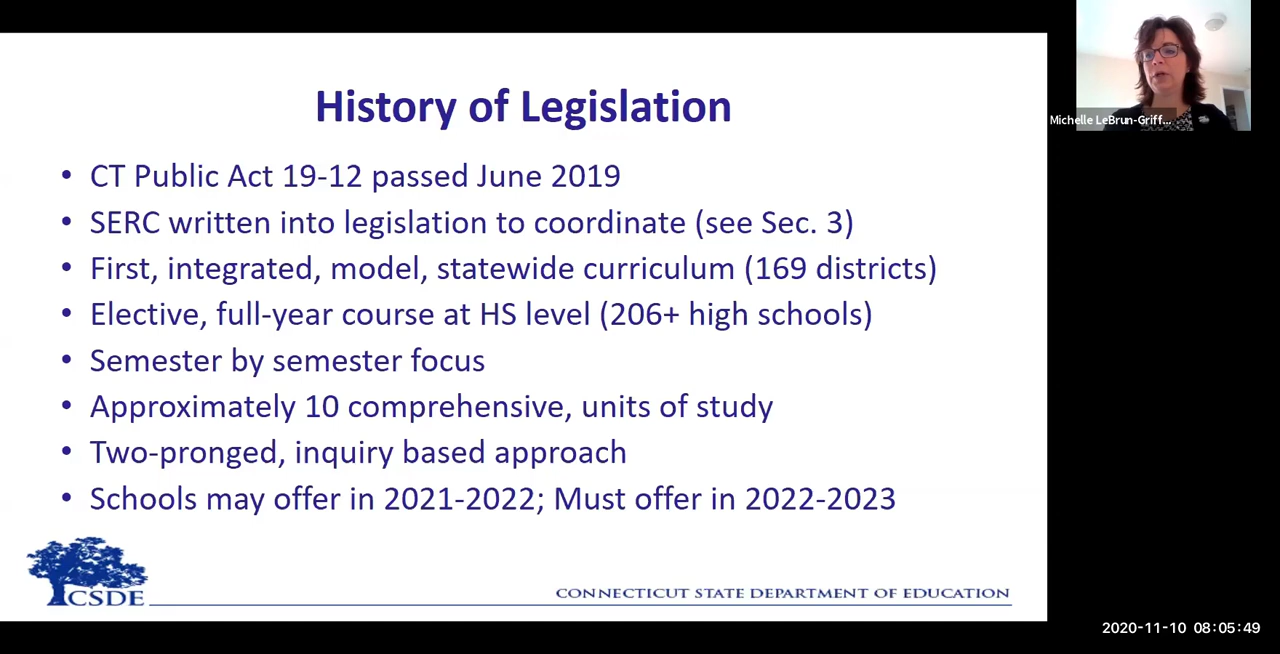 History of Legislation
• CT Public Act 19-12 passed June 2019
• SERC written into legislation to coordinate (see Sec. 3)
• First, integrated, model, statewide curriculum (169 districts)
• Elective, full-year course at HS level (206+ high schools)
• Semester by semester focus
• Approximately 10 comprehensive, units of study
• Two-pronged, inquiry based approach
• Schools may offer in 2021-2022; Must offer in 2022-2023
CSDE
CONNECTICUT STATE DEPARTMENT OF EDUCATION
Michelle LeBrun-Griff...
2020-11-10 08:05:49